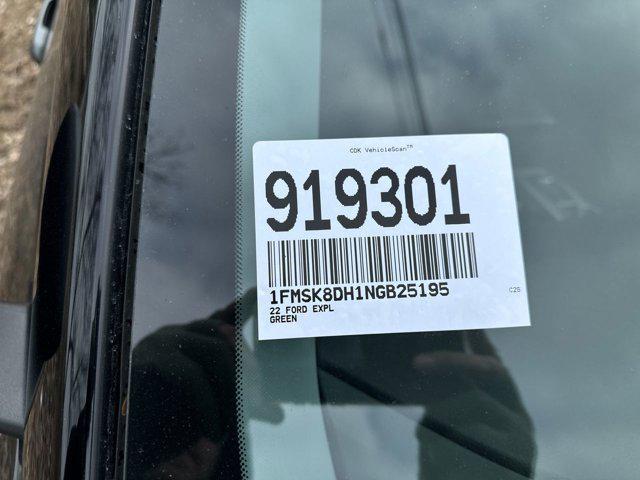 CDK VehicleScan™
919301
1FMSK8DH1NGB25195
C2S
22 FORD EXPL
GREEN